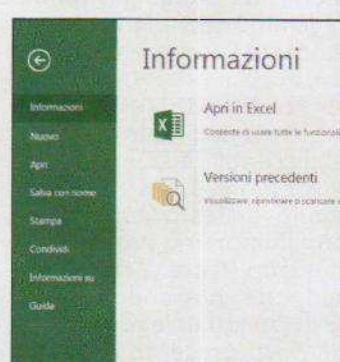 Informazioni
Informazioni
Nuovo
Apri
Salva con nome
Stampa
Condividi
Informazioni su
Guida
Apri in Excel
Consente di usare tutte le funzionali
Versioni precedenti
Visualizzare, ripristinare o scaricare